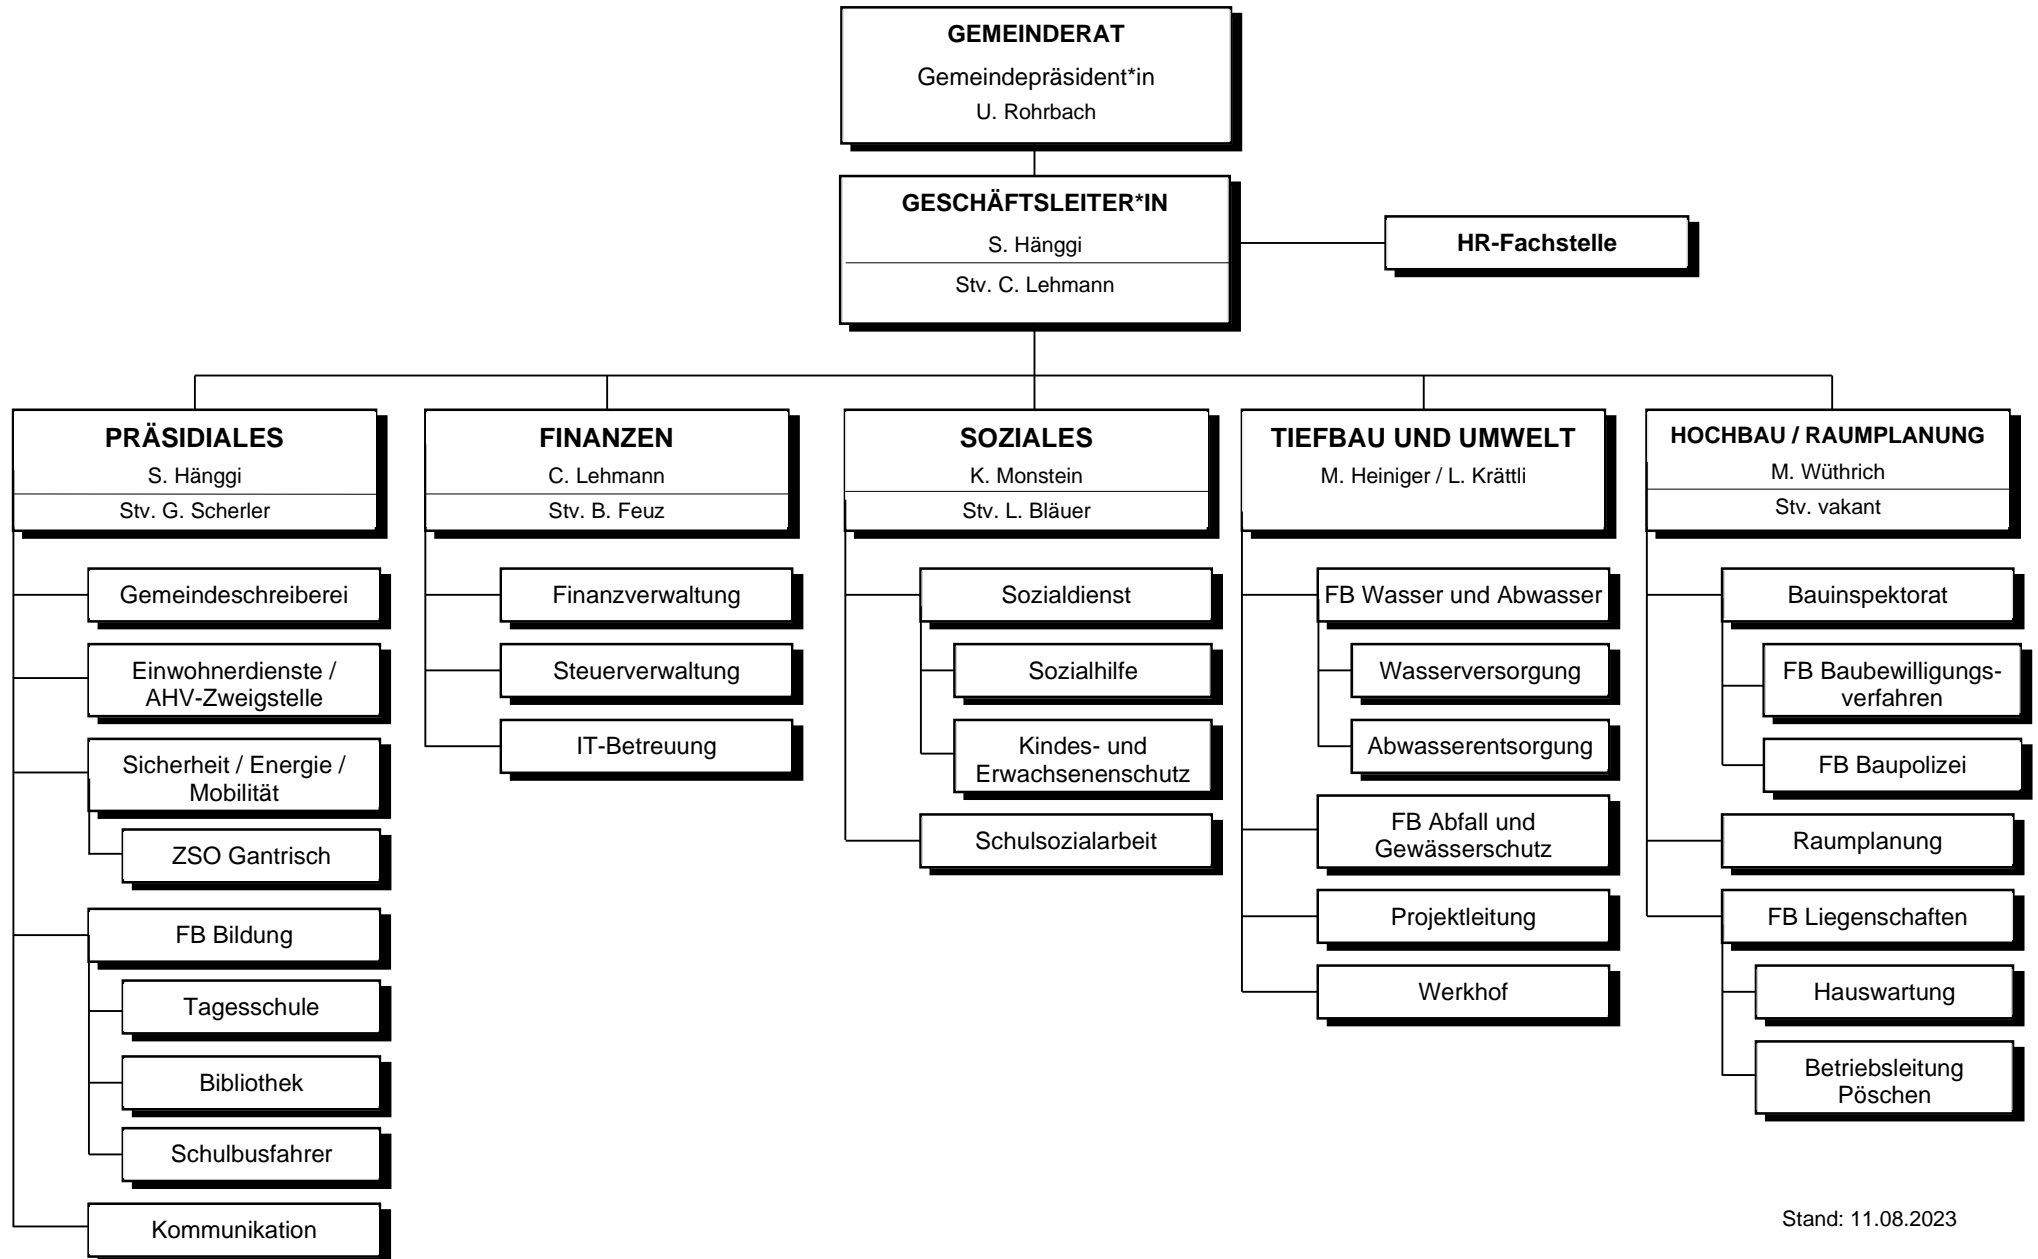 GEMEINDERAT
Gemeindepräsident*in
U. Rohrbach
GESCHÄFTSLEITER*IN
S. Hänggi
Stv. C. Lehmann
HR-Fachstelle
PRÄSIDIALES
S. Hänggi
Stv. G. Scherler
Gemeindeschreiberei
Einwohnerdienste /
AHV-Zweigstelle
Sicherheit / Energie /
Mobilität
ZSO Gantrisch
FB Bildung
Tagesschule
Bibliothek
Schulbusfahrer
Kommunikation
FINANZEN
C. Lehmann
Stv. B. Feuz
Finanzverwaltung
Steuerverwaltung
IT-Betreuung
SOZIALES
K. Monstein
Stv. L. Bläuer
Sozialdienst
Sozialhilfe
Kindes- und
Erwachsenenschutz
Schulsozialarbeit
TIEFBAU UND UMWELT
M. Heiniger / L. Krättli
FB Wasser und Abwasser
Wasserversorgung
Abwasserentsorgung
FB Abfall und
Gewässerschutz
Projektleitung
Werkhof
HOCHBAU / RAUMPLANUNG
M. Wüthrich
Stv. vakant
Bauinspektorat
FB Baubewilligungs-
verfahren
FB Baupolizei
Raumplanung
FB Liegenschaften
Hauswartung
Betriebsleitung
Pöschen
Stand: 11.08.2023